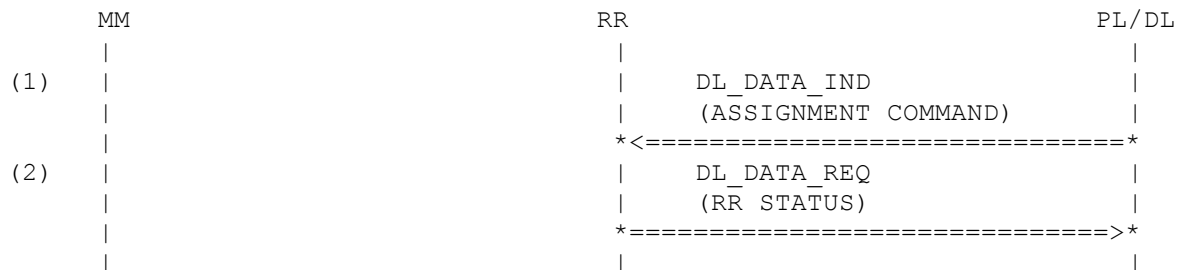 MM RR PL/DL
(1) DL_DATA_IND
(ASSIGNMENT COMMAND)
(2) DL_DATA_REQ
(RR STATUS)